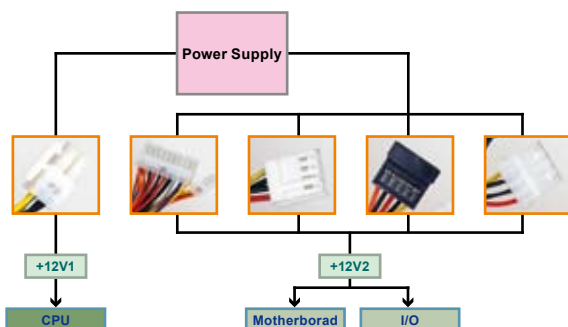 Power Supply
+12V1
+12V2
CPU
Motherborad
I/O